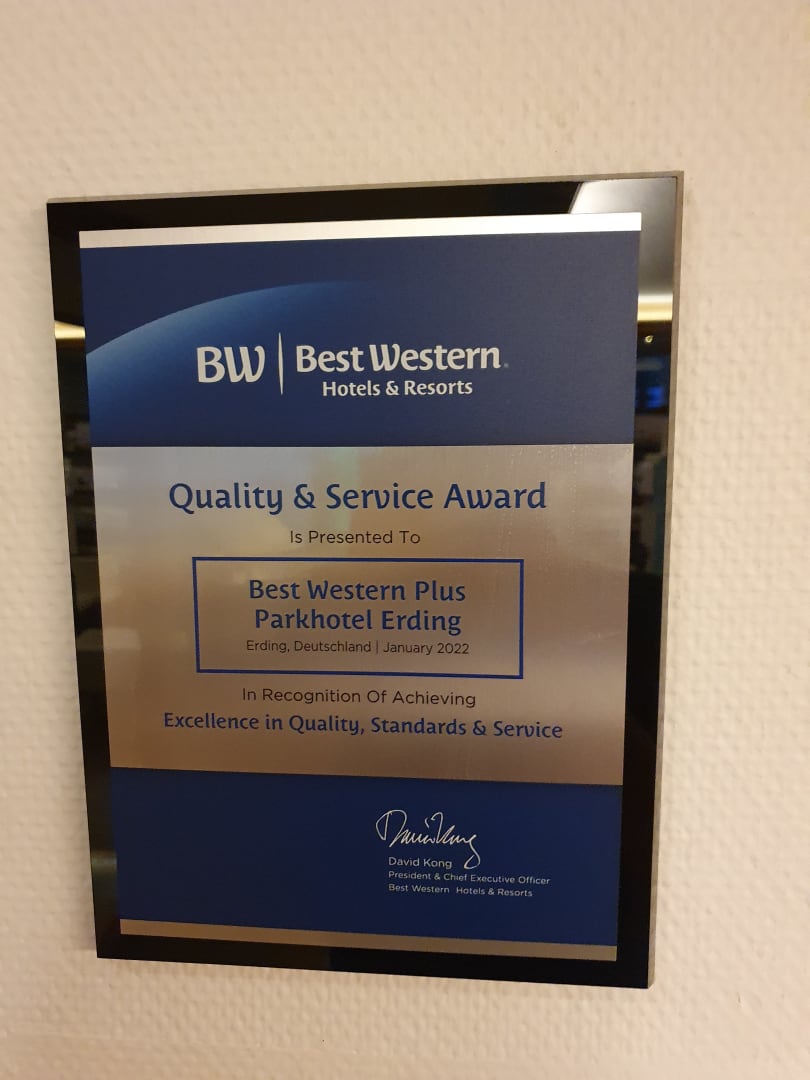 BW | Best Western
Hotels & Resorts
Quality & Service Award
Is Presented To
Best Western Plus
Parkhotel Erding
Erding, Deutschland | January 2022
In Recognition Of Achieving
Excellence in Quality, Standards & Service
David Kong
David Kong
President & Chief Executive Officer
Best Western Hotels & Resorts